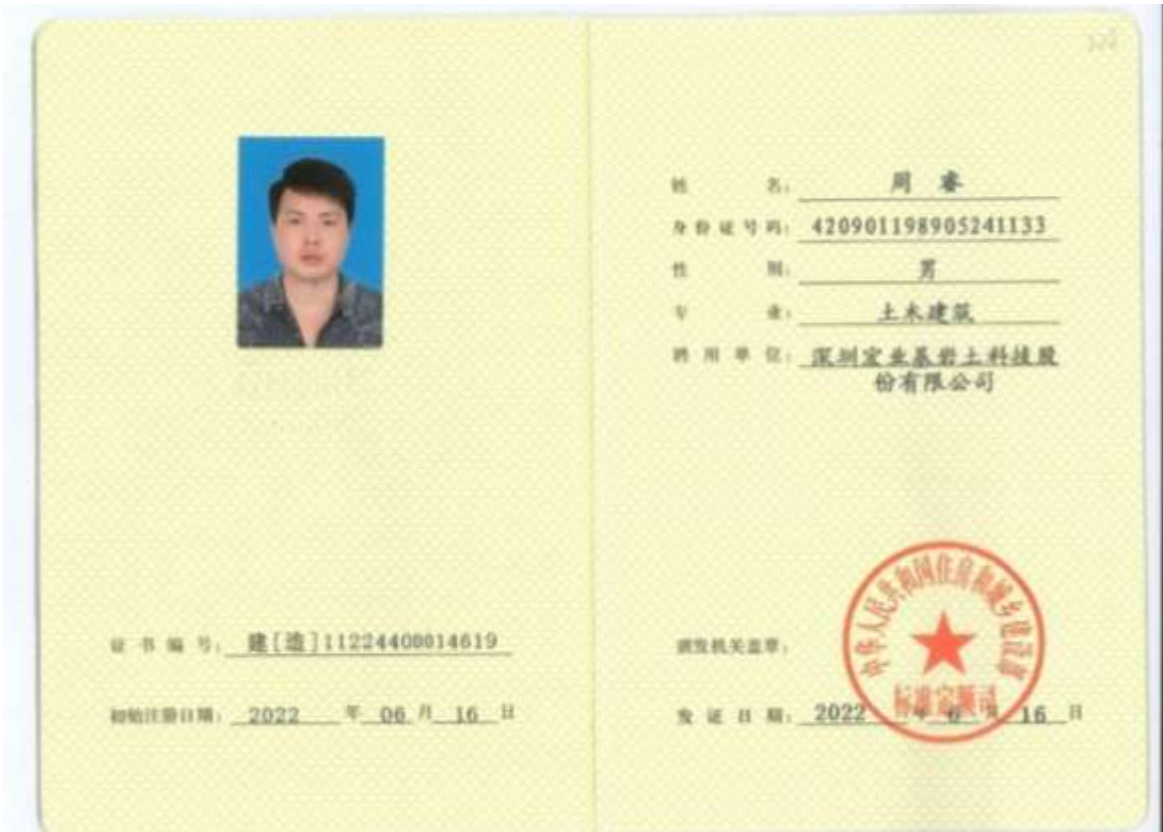 证书编号：建[造]11224400014619
初始注册日期：2022 年 06 月 16 日
姓名：周睿
身份证号码：420901198905241133
性别：男
专业：土木建筑
聘用单位：深圳宏业基岩土科技股
份有限公司
中华人民共和国住房和城乡建设部
标准定额司
颁发机关盖章：
发证日期：2022 年 6 月 16 日